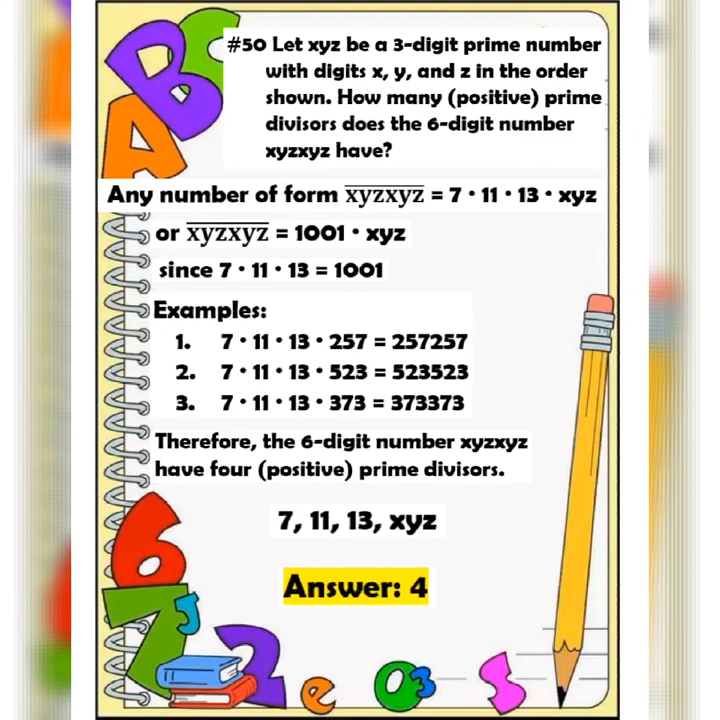 #50 Let xyz be a 3-digit prime number
with digits x, y, and z in the order
shown. How many (positive) prime
divisors does the 6-digit number
xyzxyz have?
Any number of form x͞y͞z͞x͞y͞z͞ = 7 • 11 • 13 • xyz
or x͞y͞z͞x͞y͞z͞ = 1001 • xyz
since 7 • 11 • 13 = 1001
Examples:
1. 7 • 11 • 13 • 257 = 257257
2. 7 • 11 • 13 • 523 = 523523
3. 7 • 11 • 13 • 373 = 373373
Therefore, the 6-digit number xyzxyz
have four (positive) prime divisors.
7, 11, 13, xyz
Answer: 4